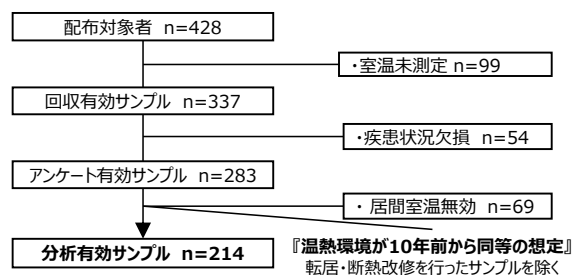 配布対象者 n=428
・室温未測定 n=99
回収有効サンプル n=337
・疾患状況欠損 n=54
アンケート有効サンプル n=283
・ 居間室温無効 n=69
分析有効サンプル n=214
『温熱環境が10年前から同等の想定』
転居・断熱改修を行ったサンプルを除く